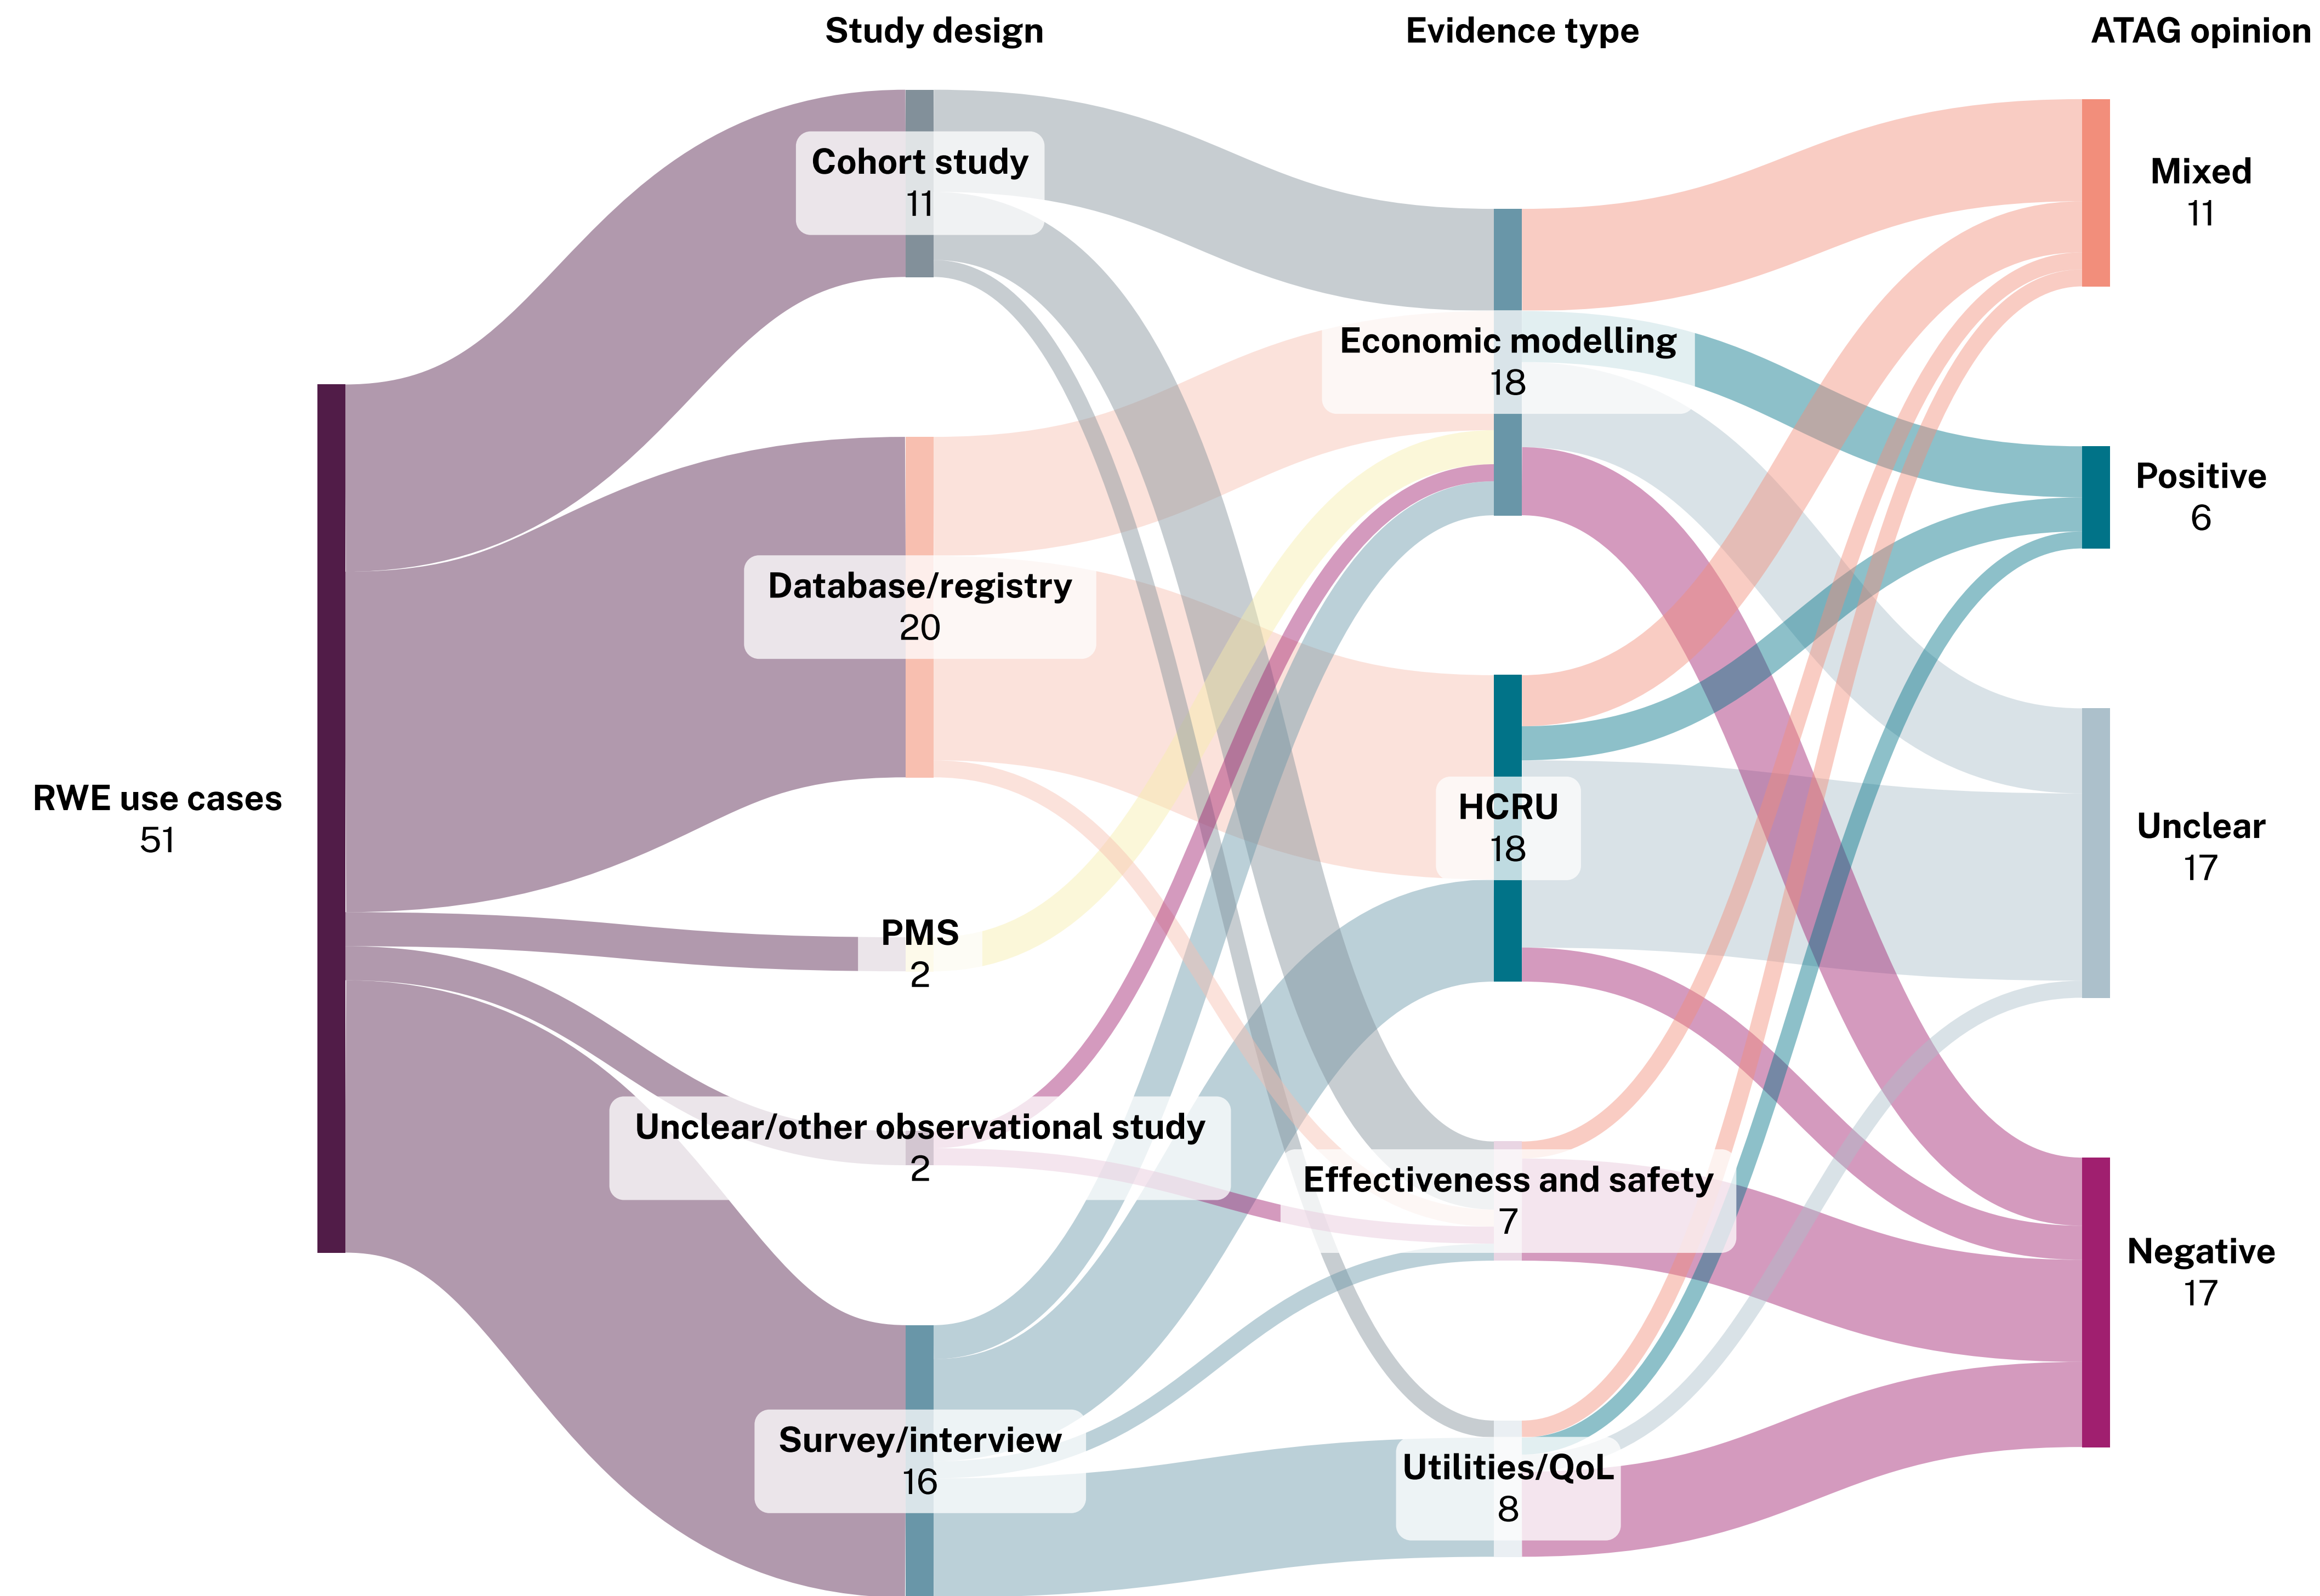 Study design
Evidence type
ATAG opinion
RWE use cases
51
Cohort study
11
Database/registry
20
PMS
2
Unclear/other observational study
2
Survey/interview
16
Economic modelling
18
HCRU
18
Effectiveness and safety
7
Utilities/QoL
8
Mixed
11
Positive
6
Unclear
17
Negative
17